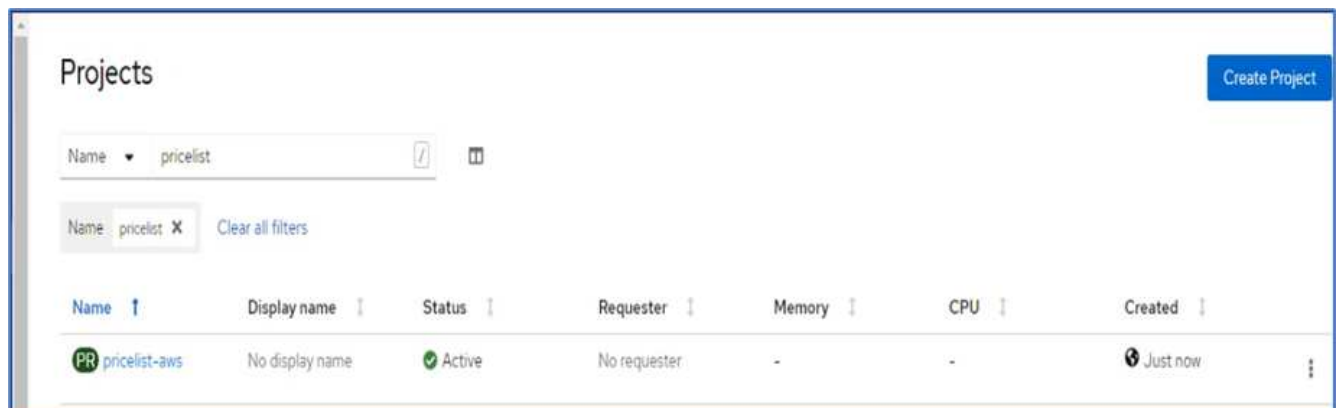 Projects
Create Project
Name pricelist /
Name pricelist X Clear all filters
Name Display name Status Requester Memory CPU Created
PR pricelist-aws No display name Active No requester - - Just now